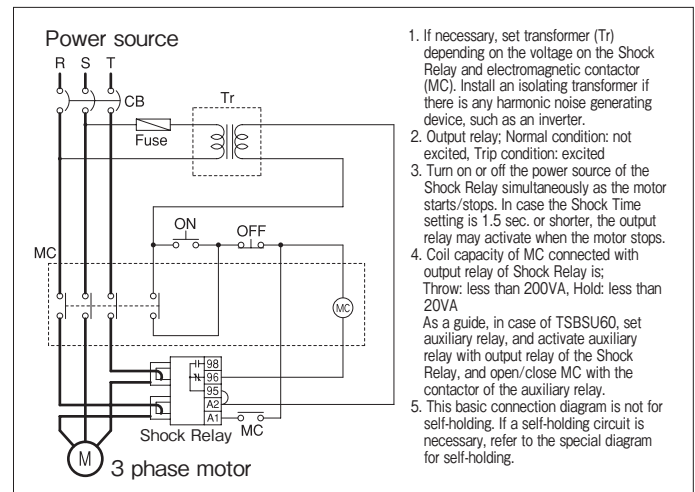 Power source
R S T
CB
Tr
Fuse
ON
OFF
MC
MC
98
96
95
A2
A1
Shock Relay
MC
M
3 phase motor
1. If necessary, set transformer (Tr)
depending on the voltage on the Shock
Relay and electromagnetic contactor
(MC). Install an isolating transformer if
there is any harmonic noise generating
device, such as an inverter.
2. Output relay; Normal condition: not
excited, Trip condition: excited
3. Turn on or off the power source of the
Shock Relay simultaneously as the motor
starts/stops. In case the Shock Time
setting is 1.5 sec. or shorter, the output
relay may activate when the motor stops.
4. Coil capacity of MC connected with
output relay of Shock Relay is;
Throw: less than 200VA, Hold: less than
20VA
As a guide, in case of TSBSU60, set
auxiliary relay, and activate auxiliary
relay with output relay of the Shock
Relay, and open/close MC with the
contactor of the auxiliary relay.
5. This basic connection diagram is not for
self-holding. If a self-holding circuit is
necessary, refer to the special diagram
for self-holding.